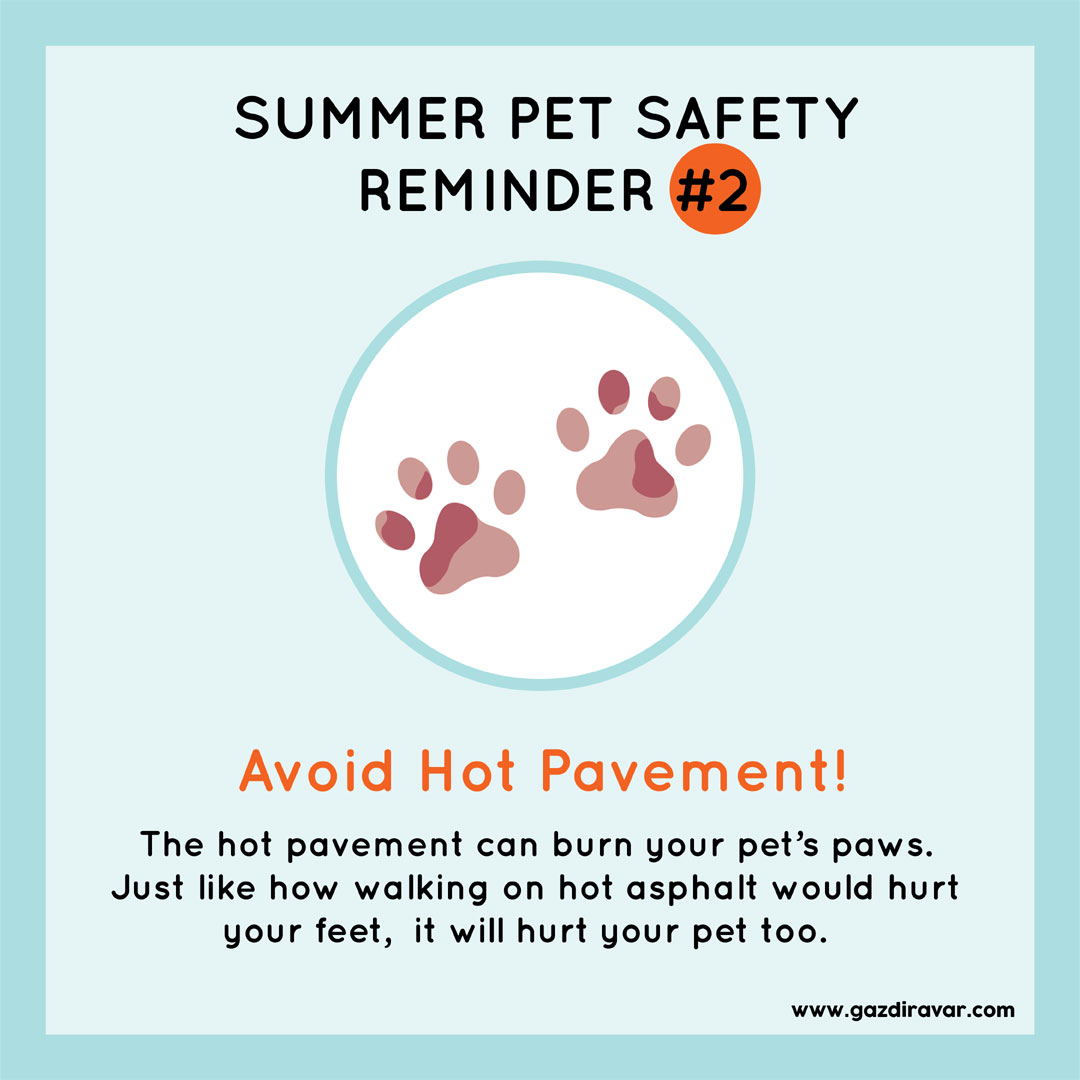 SUMMER PET SAFETY
REMINDER #2
Avoid Hot Pavement!
The hot pavement can burn your pet’s paws.
Just like how walking on hot asphalt would hurt
your feet, it will hurt your pet too.
www.gazdiravar.com